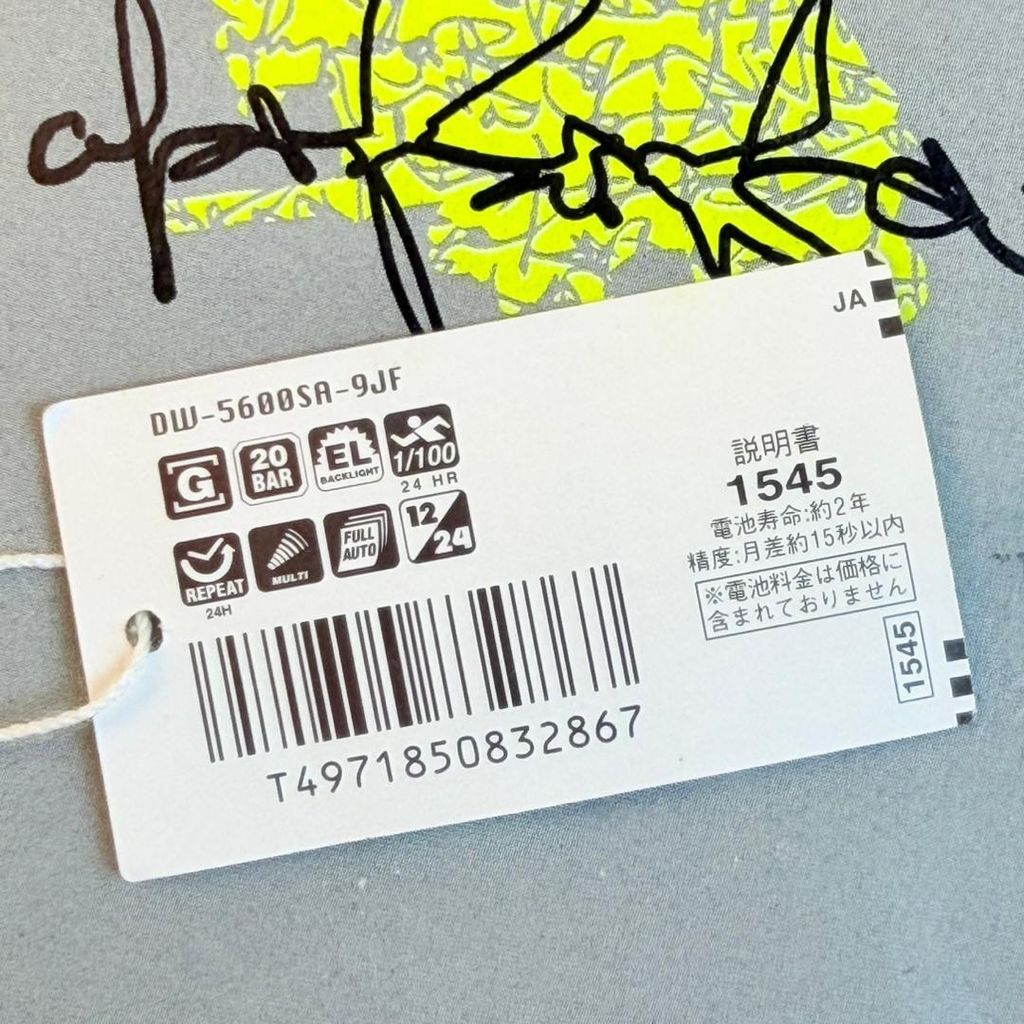 JA
DW-5600SA-9JF
G
20
BAR
EL
BACKLIGHT
1/100
24 HR
REPEAT
24H
MULTI
FULL
AUTO
12/24
T4971850832867
説明書
1545
電池寿命:約2年
精度:月差約15秒以内
※電池料金は価格に
含まれておりません
1545